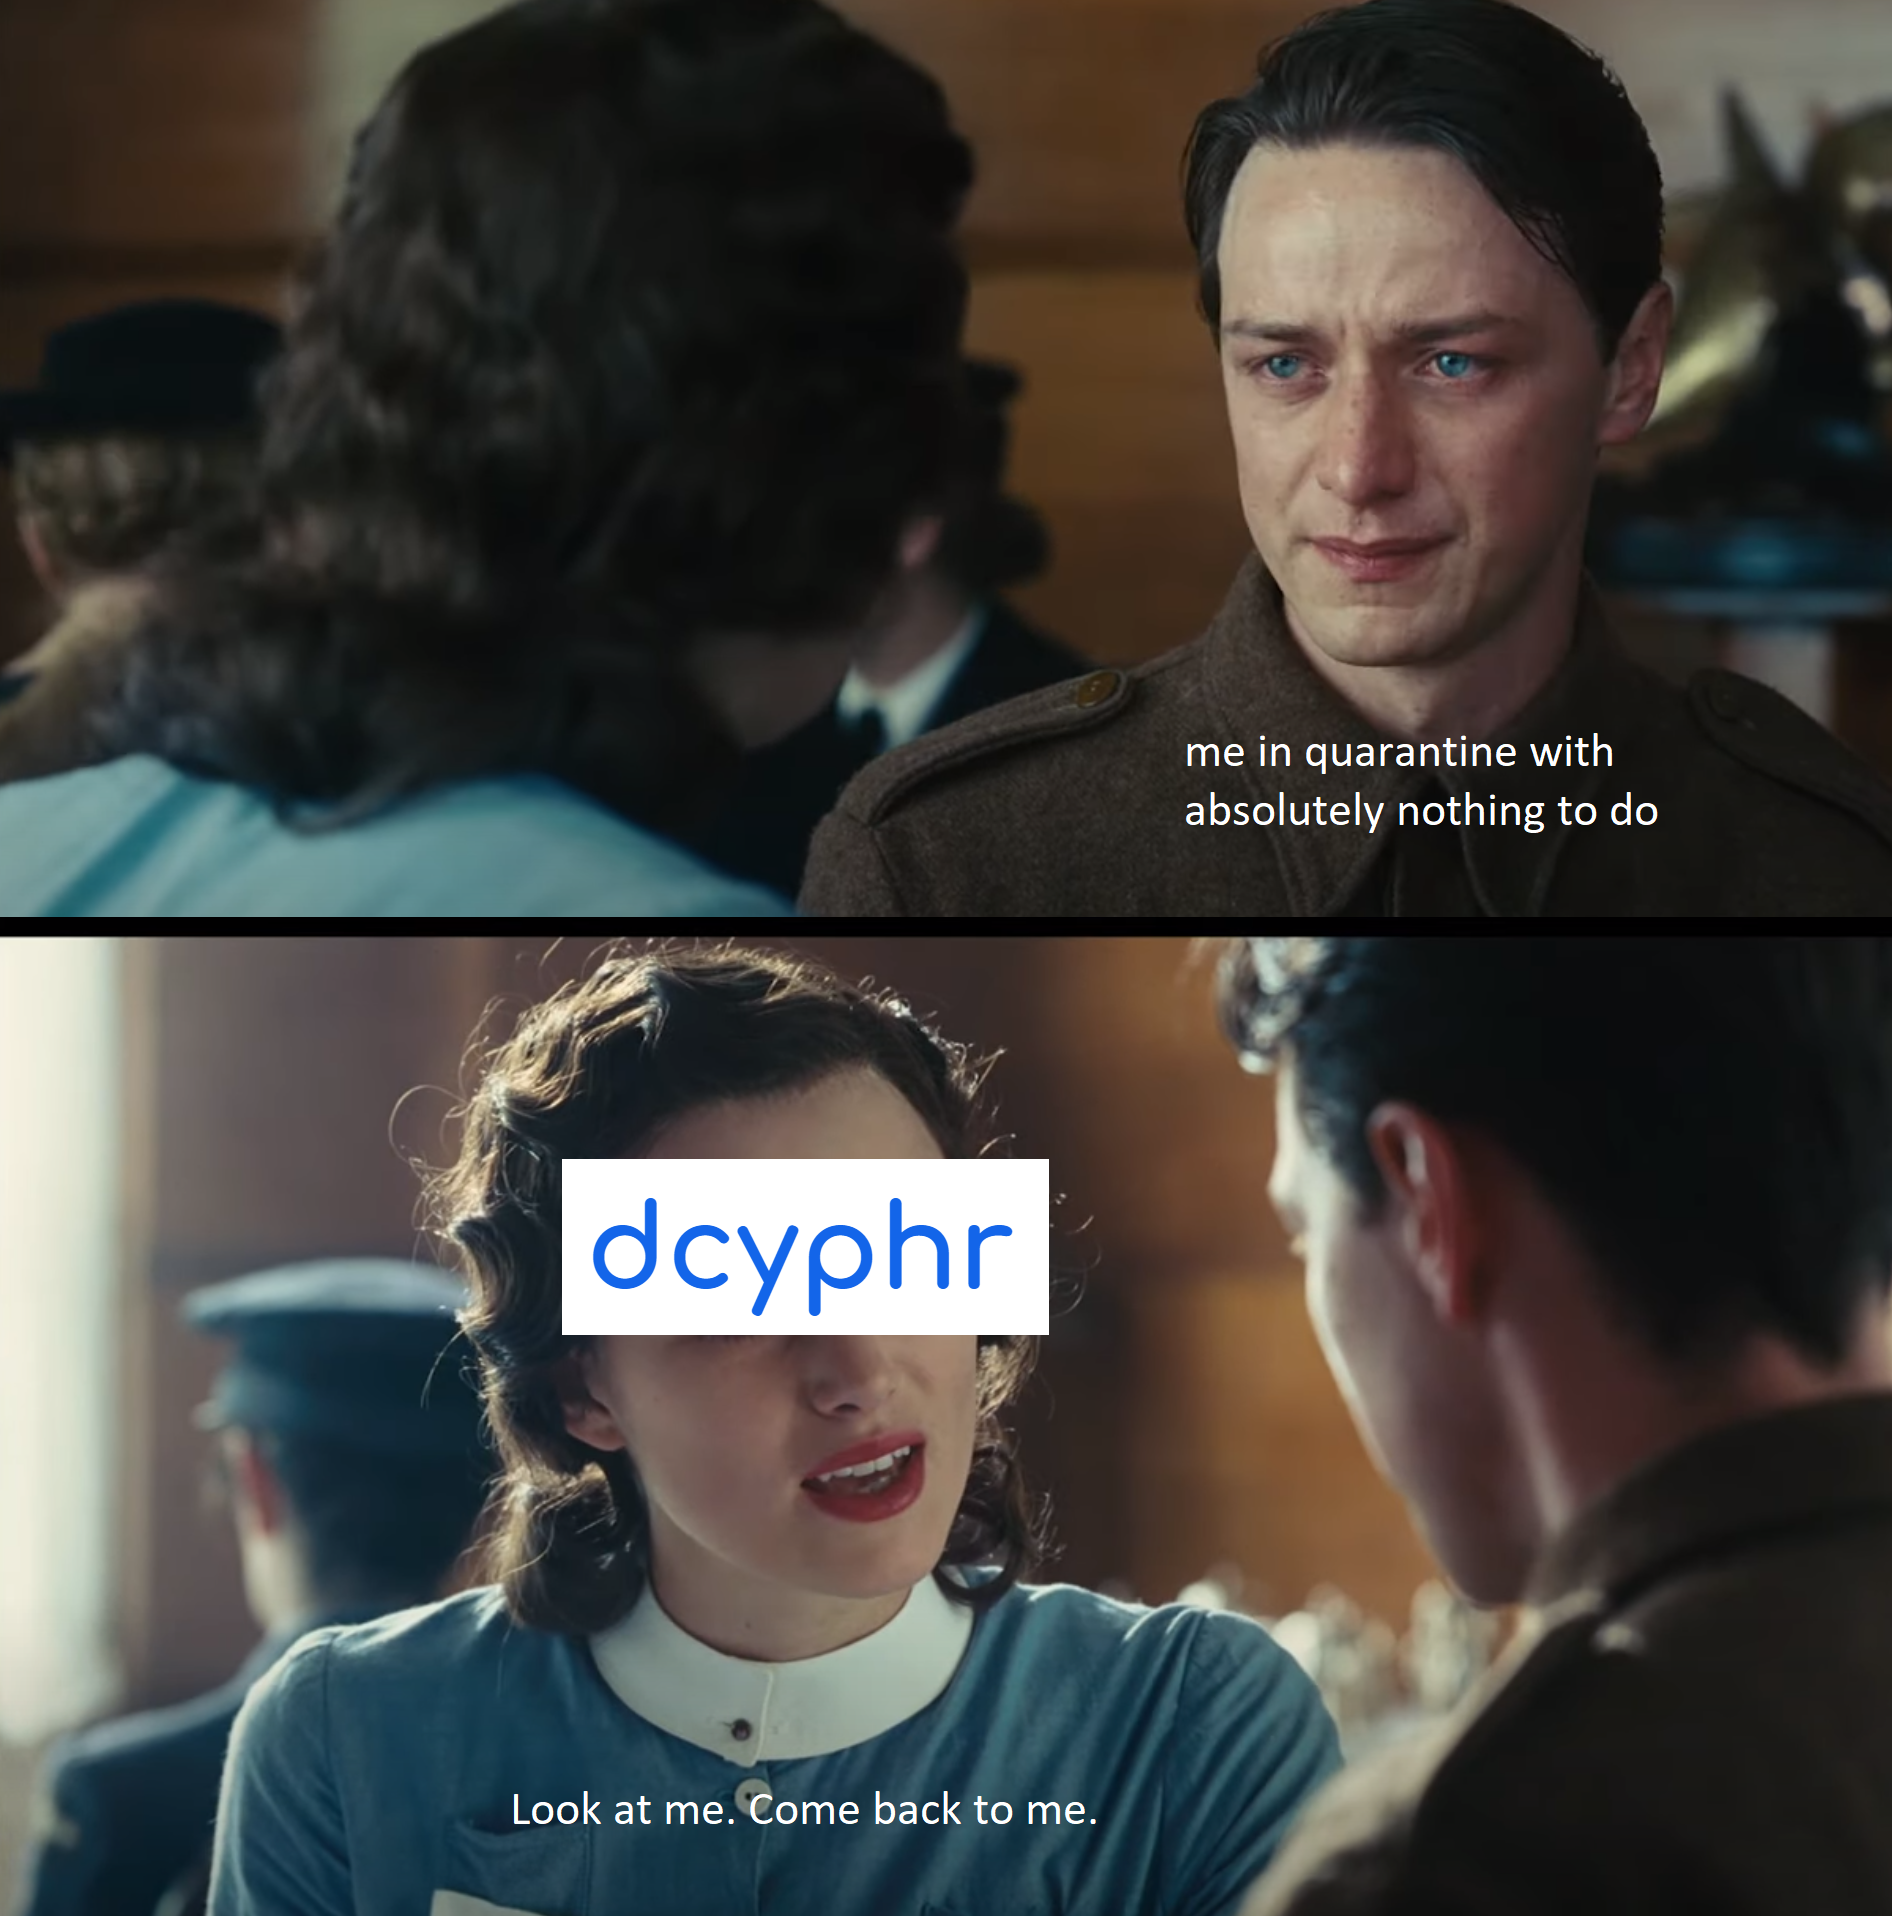 me in quarantine with
absolutely nothing to do
dcyphr
Look at me. Come back to me.